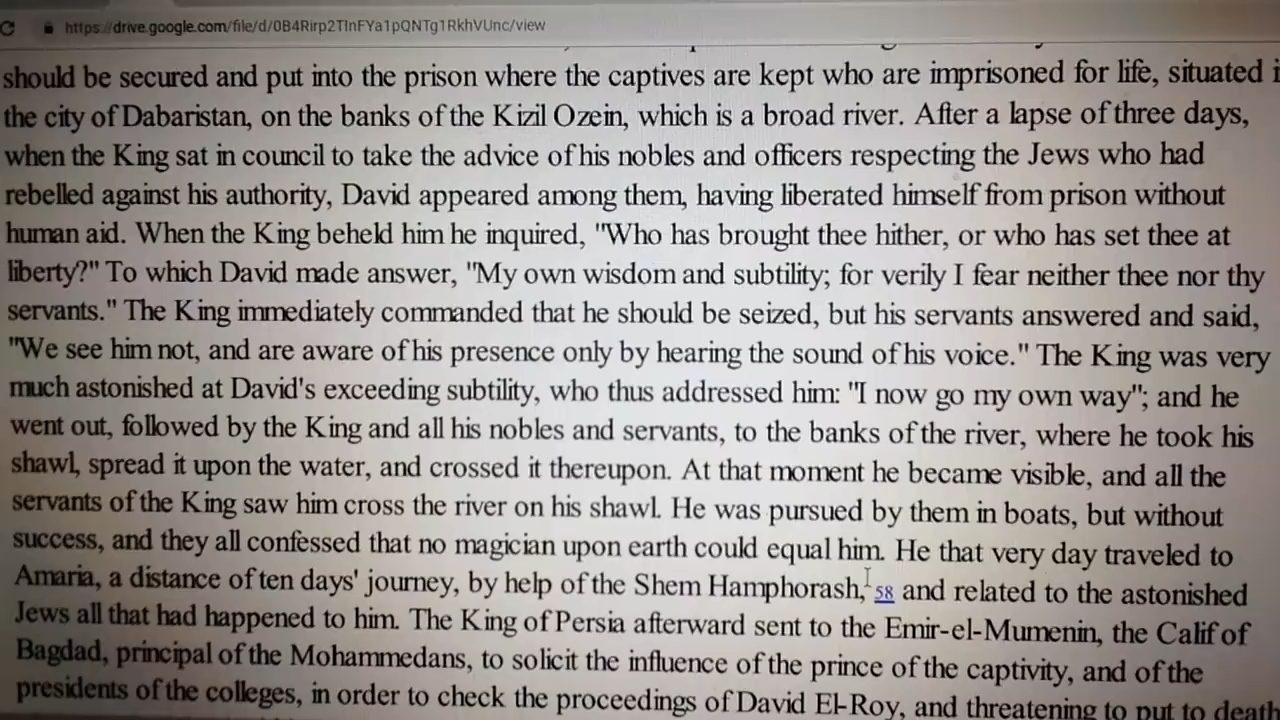 https://drive.google.com/file/d/0B4Rirp2TInFYa1pQNTg1RkhVUnc/view
should be secured and put into the prison where the captives are kept who are imprisoned for life, situated i
the city of Dabaristan, on the banks of the Kizil Ozein, which is a broad river. After a lapse of three days,
when the King sat in council to take the advice of his nobles and officers respecting the Jews who had
rebelled against his authority, David appeared among them, having liberated himself from prison without
human aid. When the King beheld him he inquired, "Who has brought thee hither, or who has set thee at
liberty?" To which David made answer, "My own wisdom and subtility; for verily I fear neither thee nor thy
servants." The King immediately commanded that he should be seized, but his servants answered and said,
"We see him not, and are aware of his presence only by hearing the sound of his voice." The King was very
much astonished at David's exceeding subtility, who thus addressed him: "I now go my own way"; and he
went out, followed by the King and all his nobles and servants, to the banks of the river, where he took his
shawl, spread it upon the water, and crossed it thereupon. At that moment he became visible, and all the
servants of the King saw him cross the river on his shawl. He was pursued by them in boats, but without
success, and they all confessed that no magician upon earth could equal him. He that very day traveled to
Amaria, a distance of ten days' journey, by help of the Shem Hamphorash, 58 and related to the astonished
Jews all that had happened to him. The King of Persia afterward sent to the Emir-el-Mumenin, the Calif of
Bagdad, principal of the Mohammedans, to solicit the influence of the prince of the captivity, and of the
presidents of the colleges, in order to check the proceedings of David El-Roy, and threatening to put to death